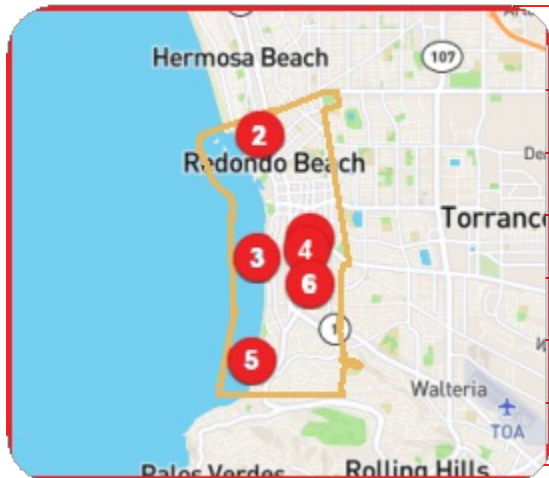 Hermosa Beach
107
2
Redondo Beach
Torranc
3
4
6
1
5
Walteria
TOA
Palos Verdes
Rolling Hills